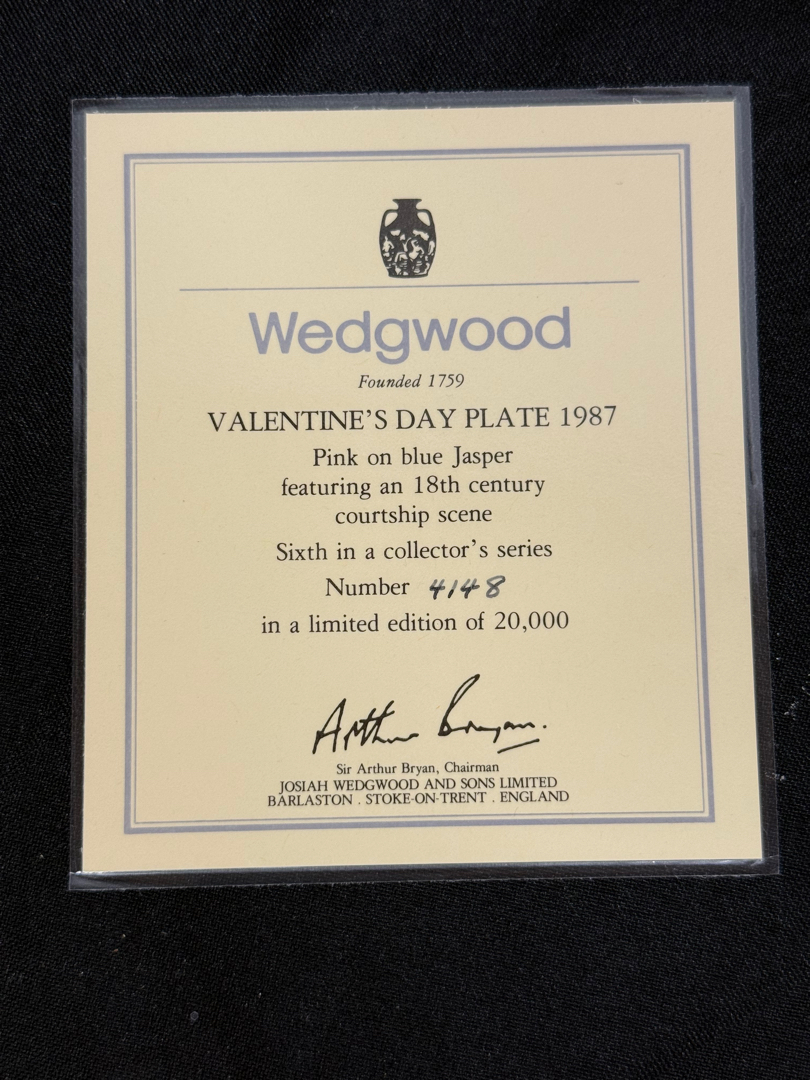 Wedgwood
Founded 1759
VALENTINE'S DAY PLATE 1987
Pink on blue Jasper
featuring an 18th century
courtship scene
Sixth in a collector's series
Number 4148
in a limited edition of 20,000
Arthur Bryan.
Sir Arthur Bryan, Chairman
JOSIAH WEDGWOOD AND SONS LIMITED
BARLASTON . STOKE-ON-TRENT . ENGLAND